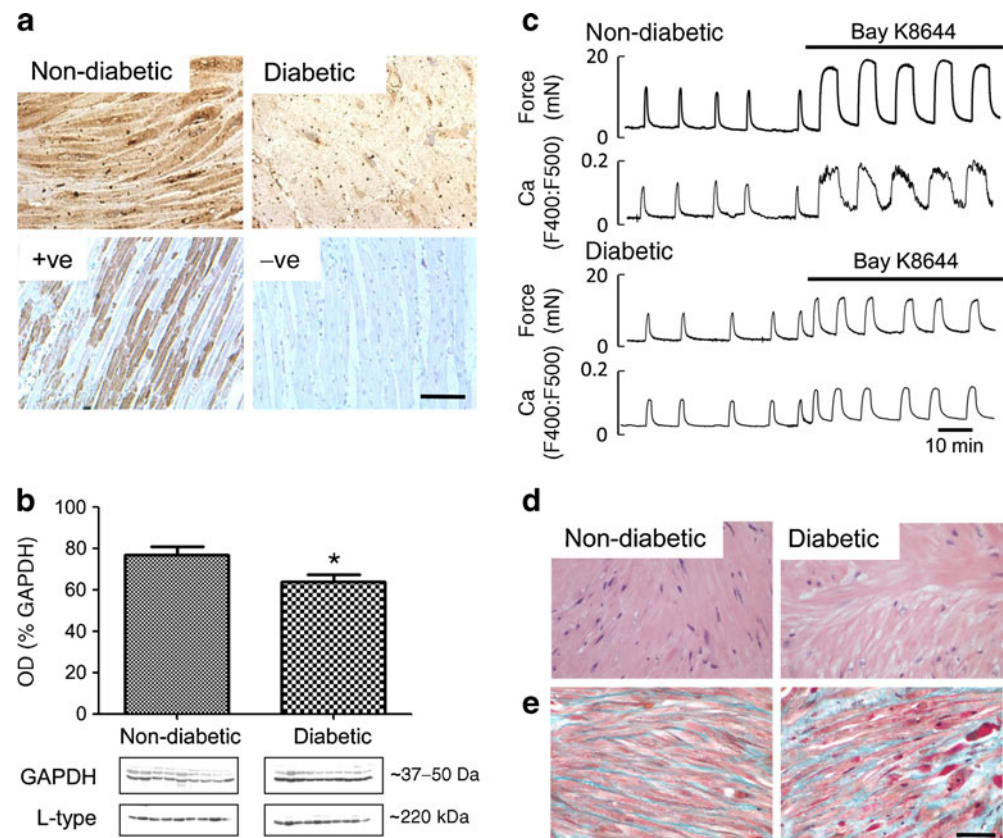 a
Non-diabetic
Diabetic
+ve
–ve
b
OD (% GAPDH)
100
80
60
40
20
0
*
Non-diabetic
Diabetic
GAPDH
~37–50 Da
L-type
~220 kDa
c
Non-diabetic
Bay K8644
Force
(mN)
20
0
Ca
(F400:F500)
0.2
0
Diabetic
Bay K8644
Force
(mN)
20
0
Ca
(F400:F500)
0.2
0
10 min
d
Non-diabetic
Diabetic
e